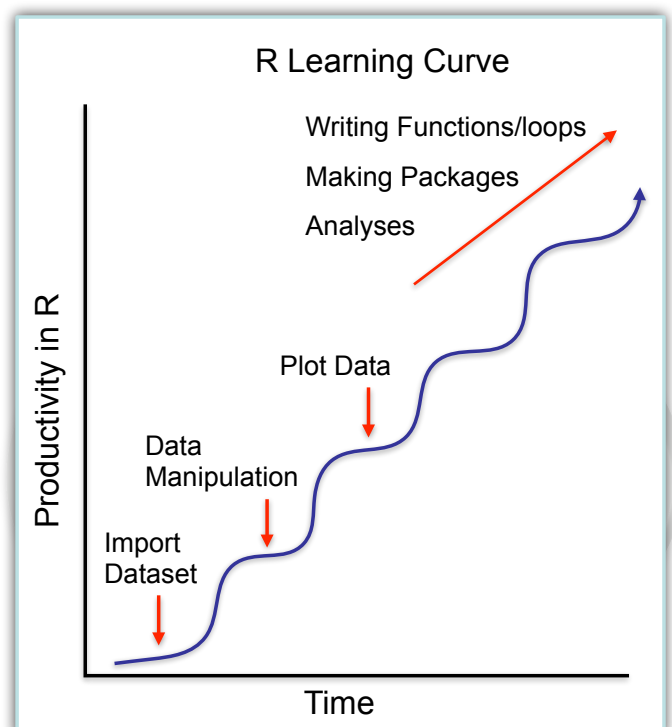 R Learning Curve
Writing Functions/loops
Making Packages
Analyses
Plot Data
Data
Manipulation
Import
Dataset
Productivity in R
Time